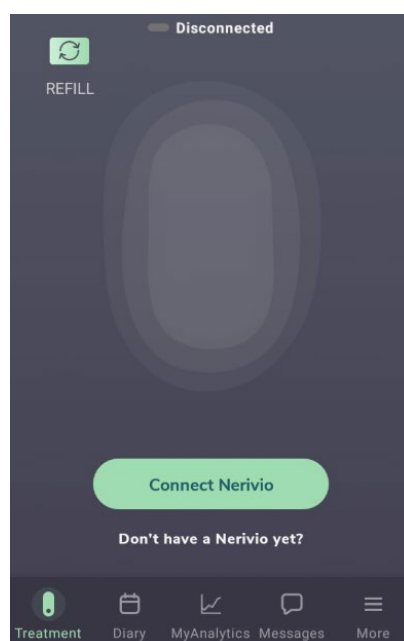 Disconnected
REFILL
Connect Nerivio
Don't have a Nerivio yet?
Treatment Diary MyAnalytics Messages More